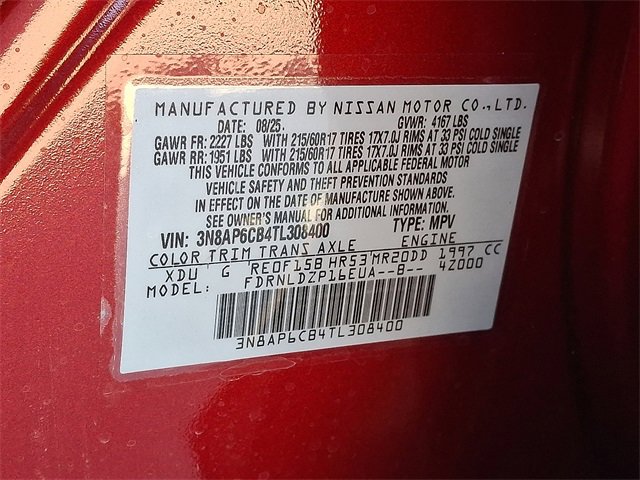 MANUFACTURED BY NISSAN MOTOR CO., LTD.
DATE: 08/25. GVWR: 4167 LBS
GAWR FR: 2227 LBS WITH 215/60R17 TIRES 17X7.0J RIMS AT 33 PSI COLD SINGLE
GAWR RR: 1951 LBS WITH 215/60R17 TIRES 17X7.0J RIMS AT 33 PSI COLD SINGLE
THIS VEHICLE CONFORMS TO ALL APPLICABLE FEDERAL MOTOR
VEHICLE SAFETY AND THEFT PREVENTION STANDARDS
IN EFFECT ON THE DATE OF MANUFACTURE SHOWN ABOVE.
SEE OWNER'S MANUAL FOR ADDITIONAL INFORMATION.
VIN: 3N8AP6CB4TL308400 TYPE: MPV
COLOR TRIM TRANS AXLE ENGINE
XDU G RE0F15B HR53 MR20DD 1997 CC
MODEL: FDRNLDZP16EUA--B-- 4Z000
3N8AP6CB4TL308400